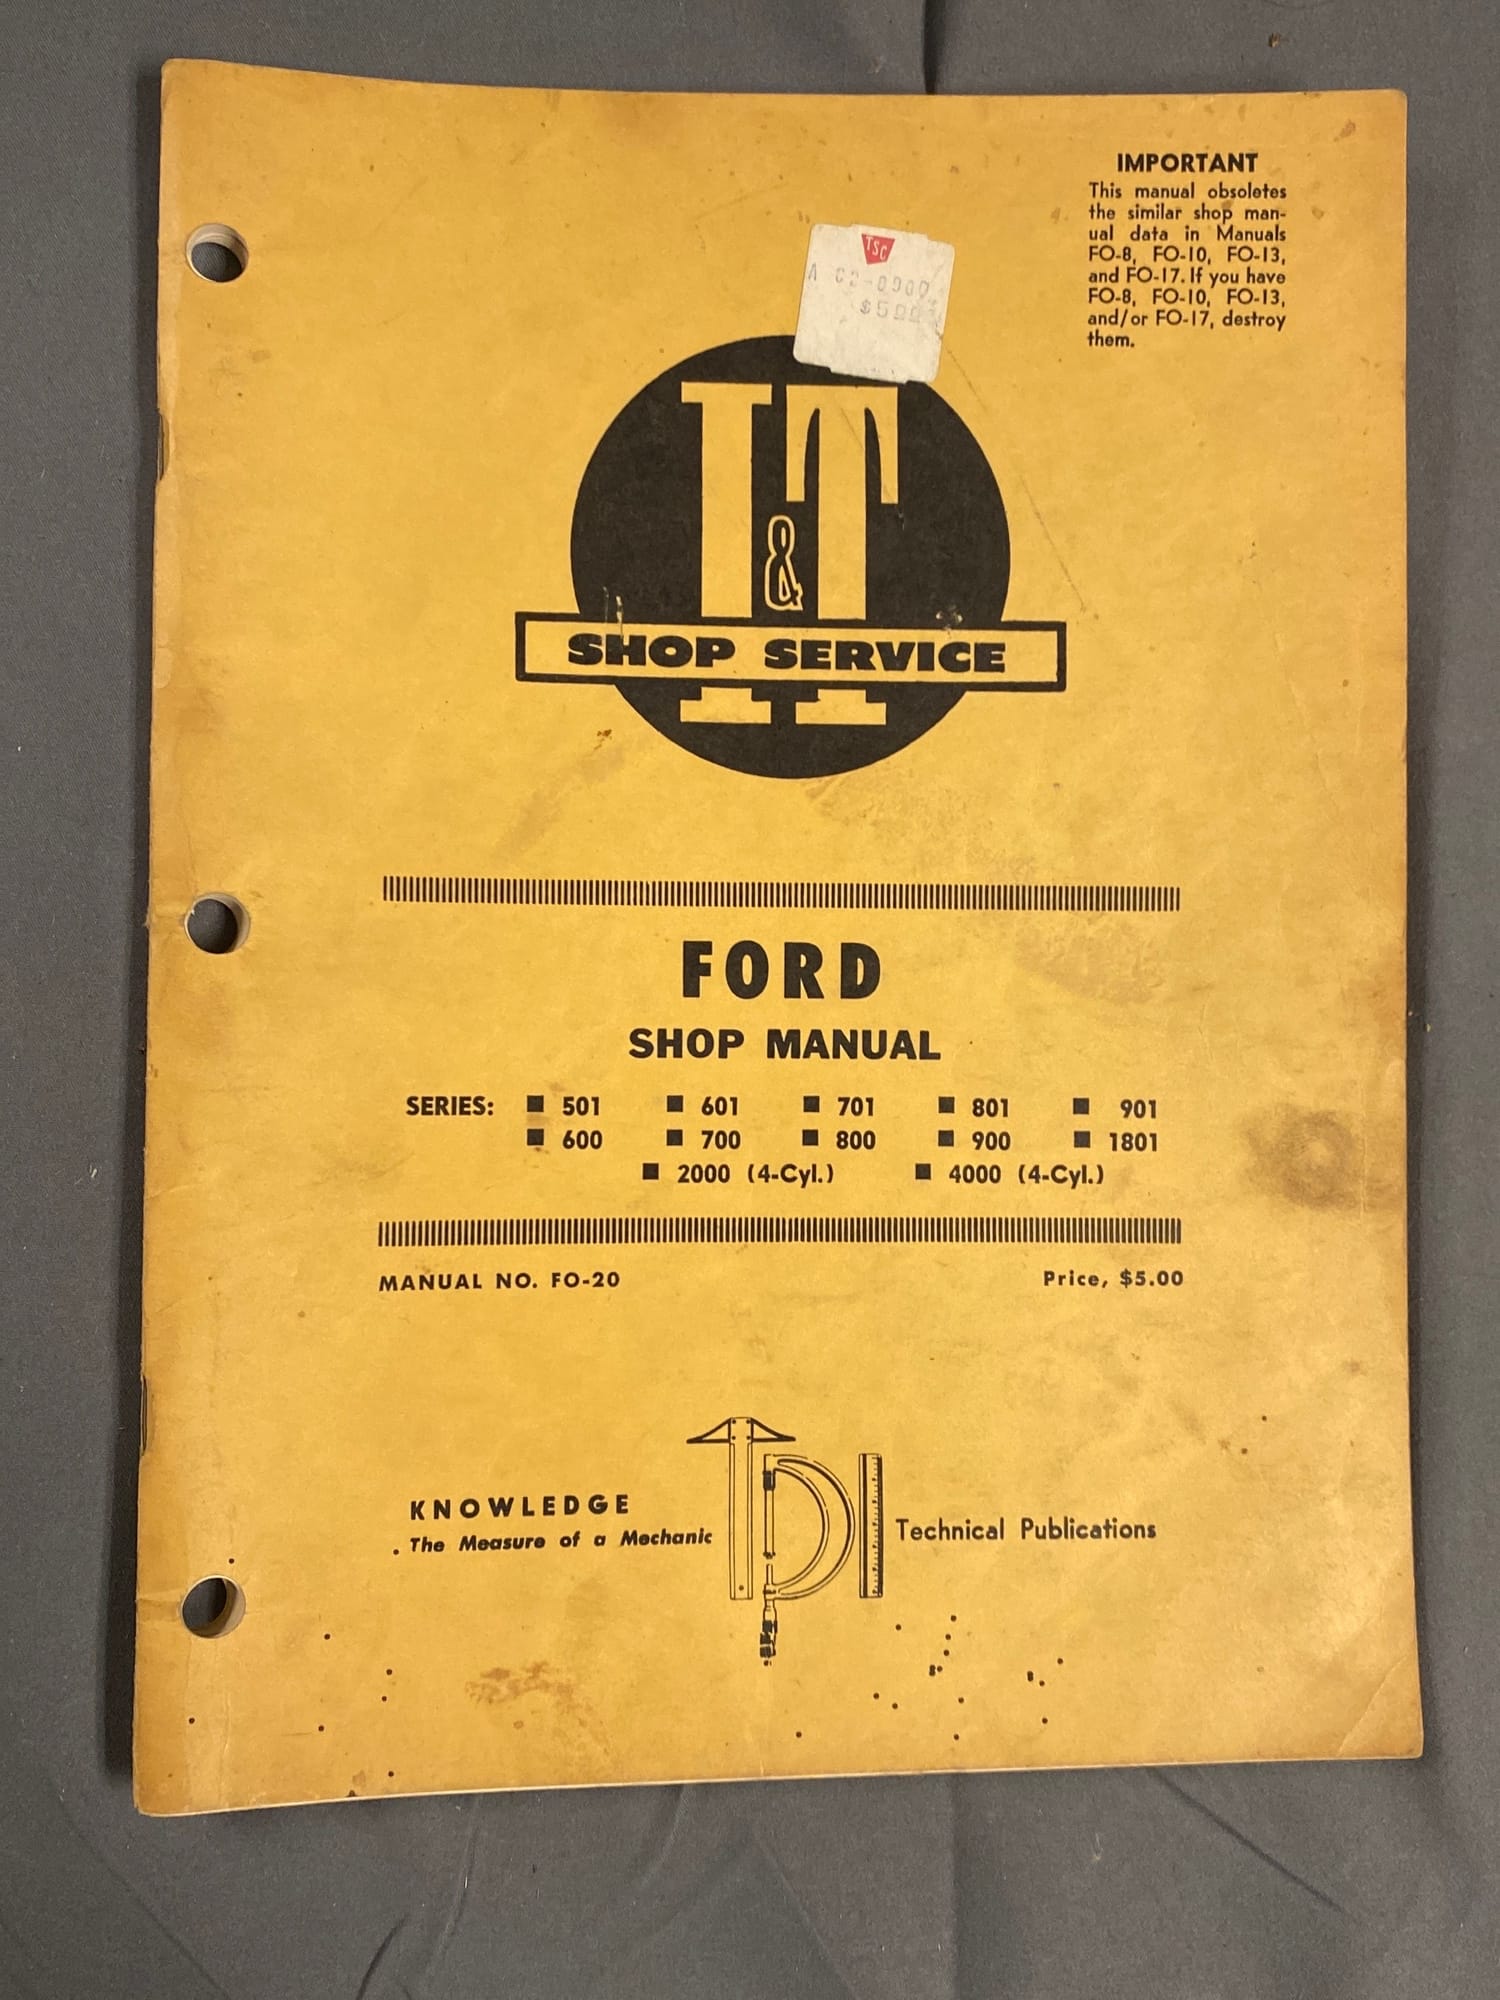 IMPORTANT
This manual obsoletes
the similar shop man-
ual data in Manuals
FO-8, FO-10, FO-13,
and FO-17. If you have
FO-8, FO-10, FO-13,
and/or FO-17, destroy
them.
TSC
$5.00
I&T
SHOP SERVICE
FORD
SHOP MANUAL
SERIES: ■ 501 ■ 601 ■ 701 ■ 801 ■ 901
■ 600 ■ 700 ■ 800 ■ 900 ■ 1801
■ 2000 (4-Cyl.) ■ 4000 (4-Cyl.)
MANUAL NO. FO-20 Price, $5.00
KNOWLEDGE
The Measure of a Mechanic
TPI
Technical Publications